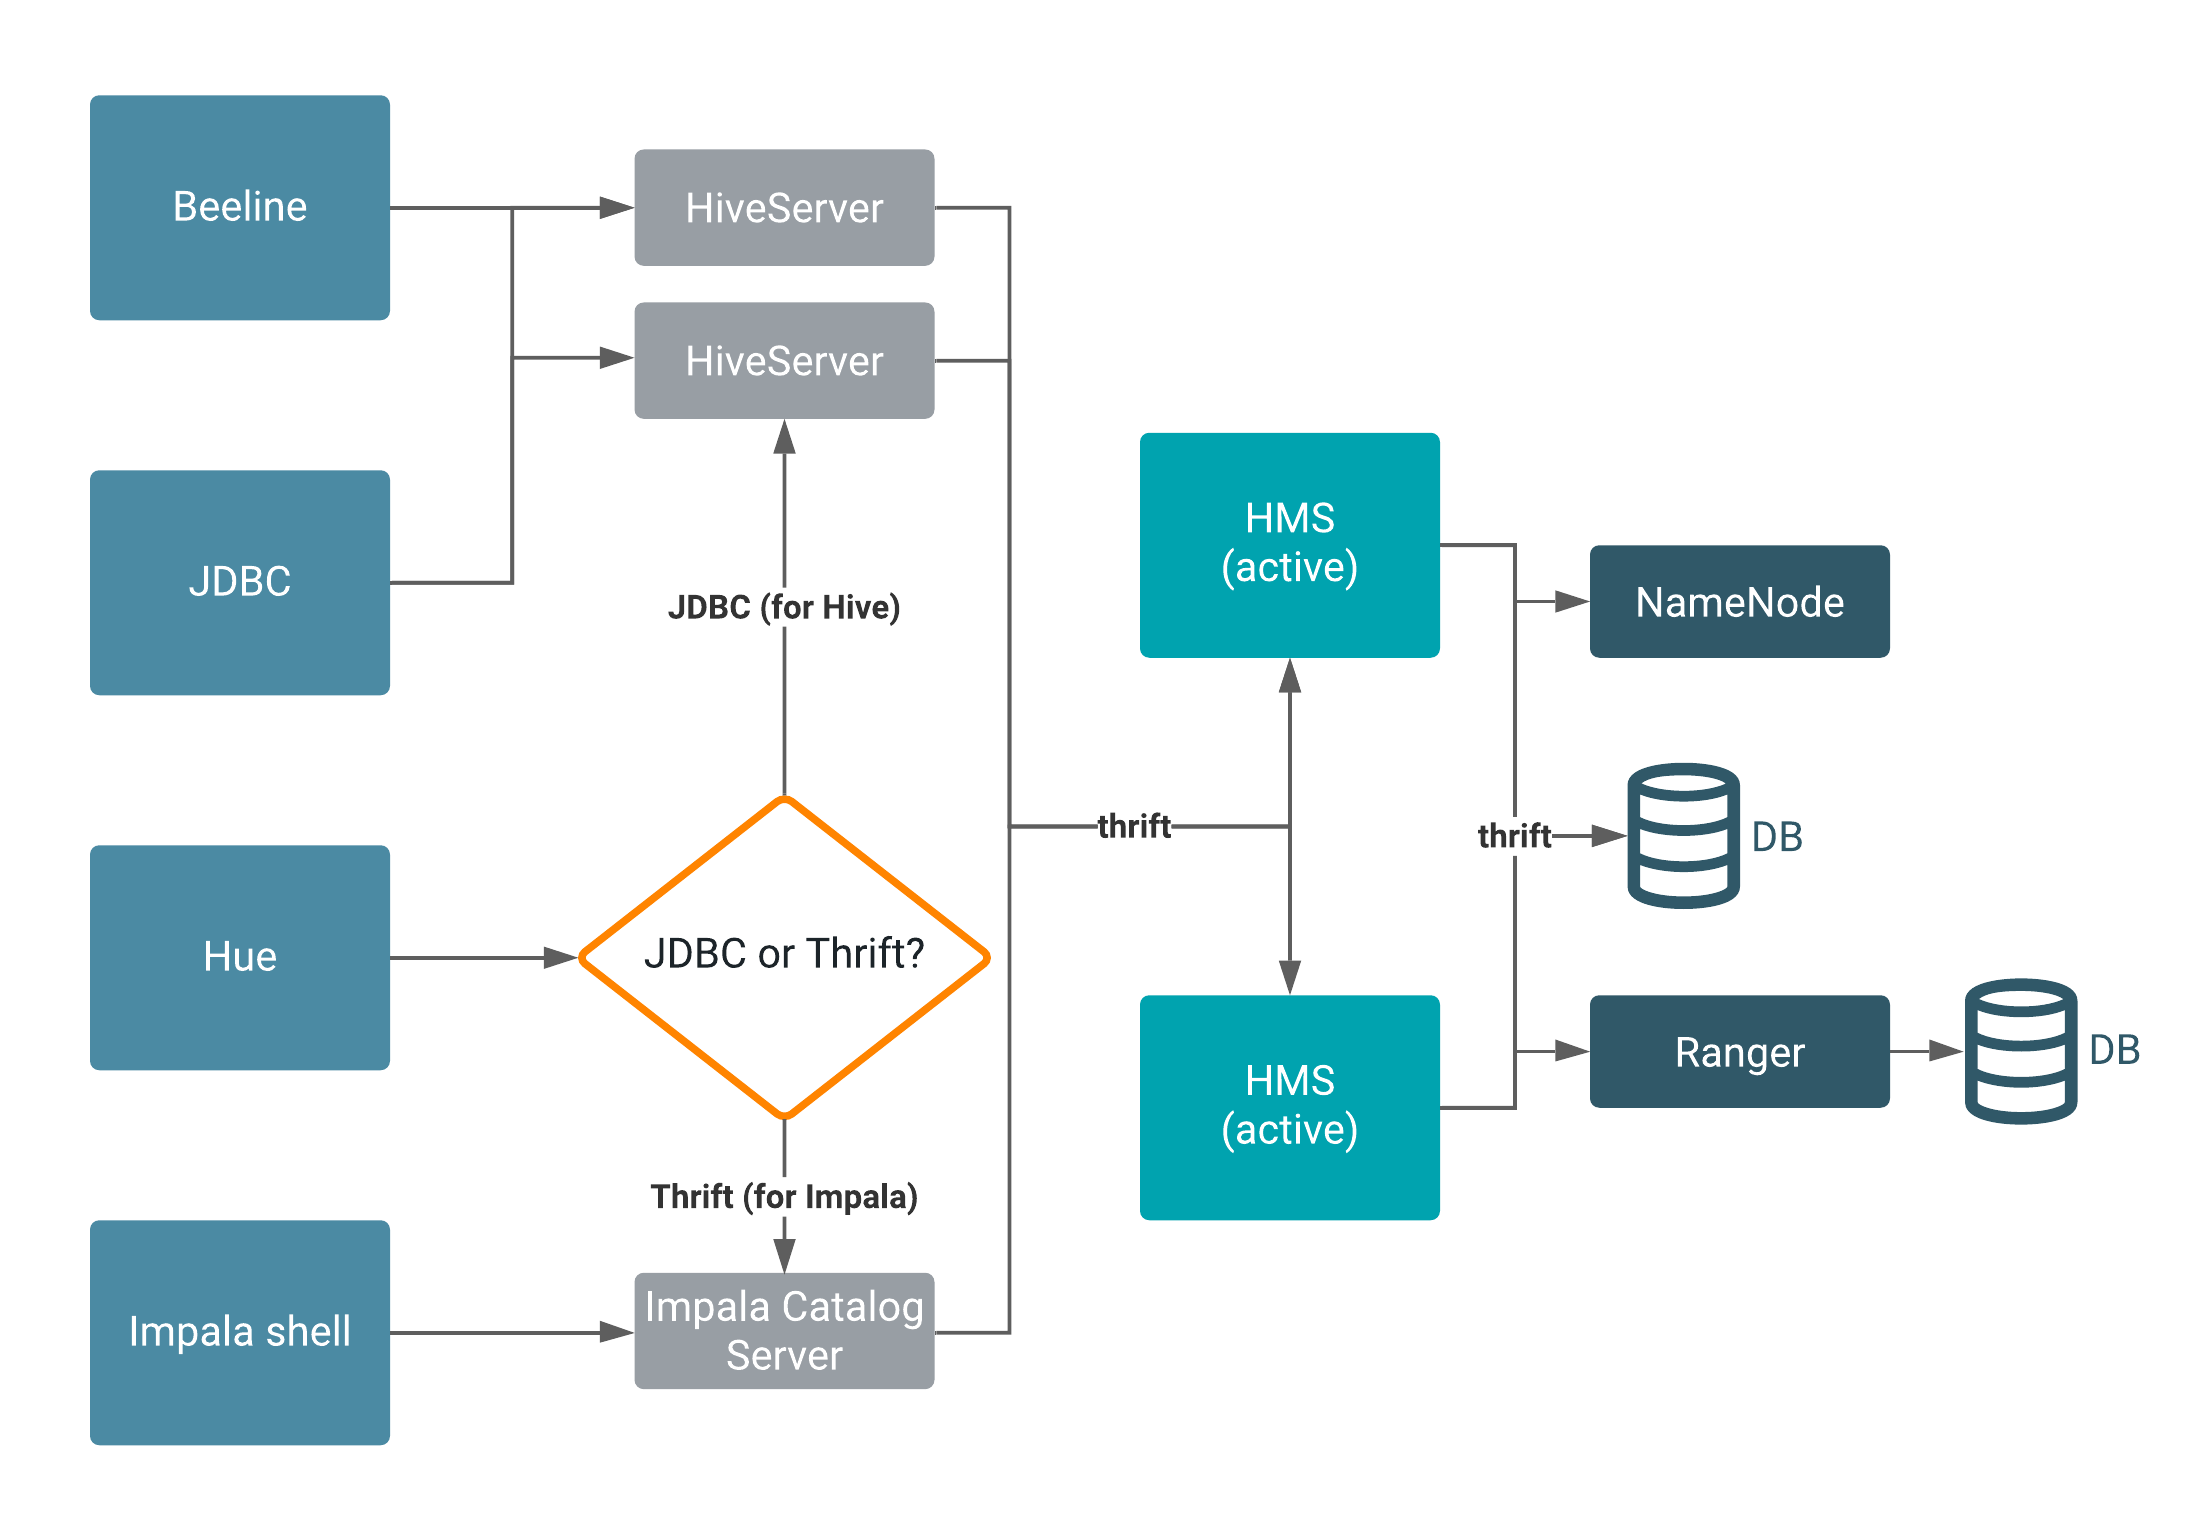 Beeline
HiveServer
HiveServer
JDBC
JDBC (for Hive)
HMS
(active)
NameNode
thrift
thrift
DB
Hue
JDBC or Thrift?
HMS
(active)
Ranger
DB
Thrift (for Impala)
Impala shell
Impala Catalog
Server